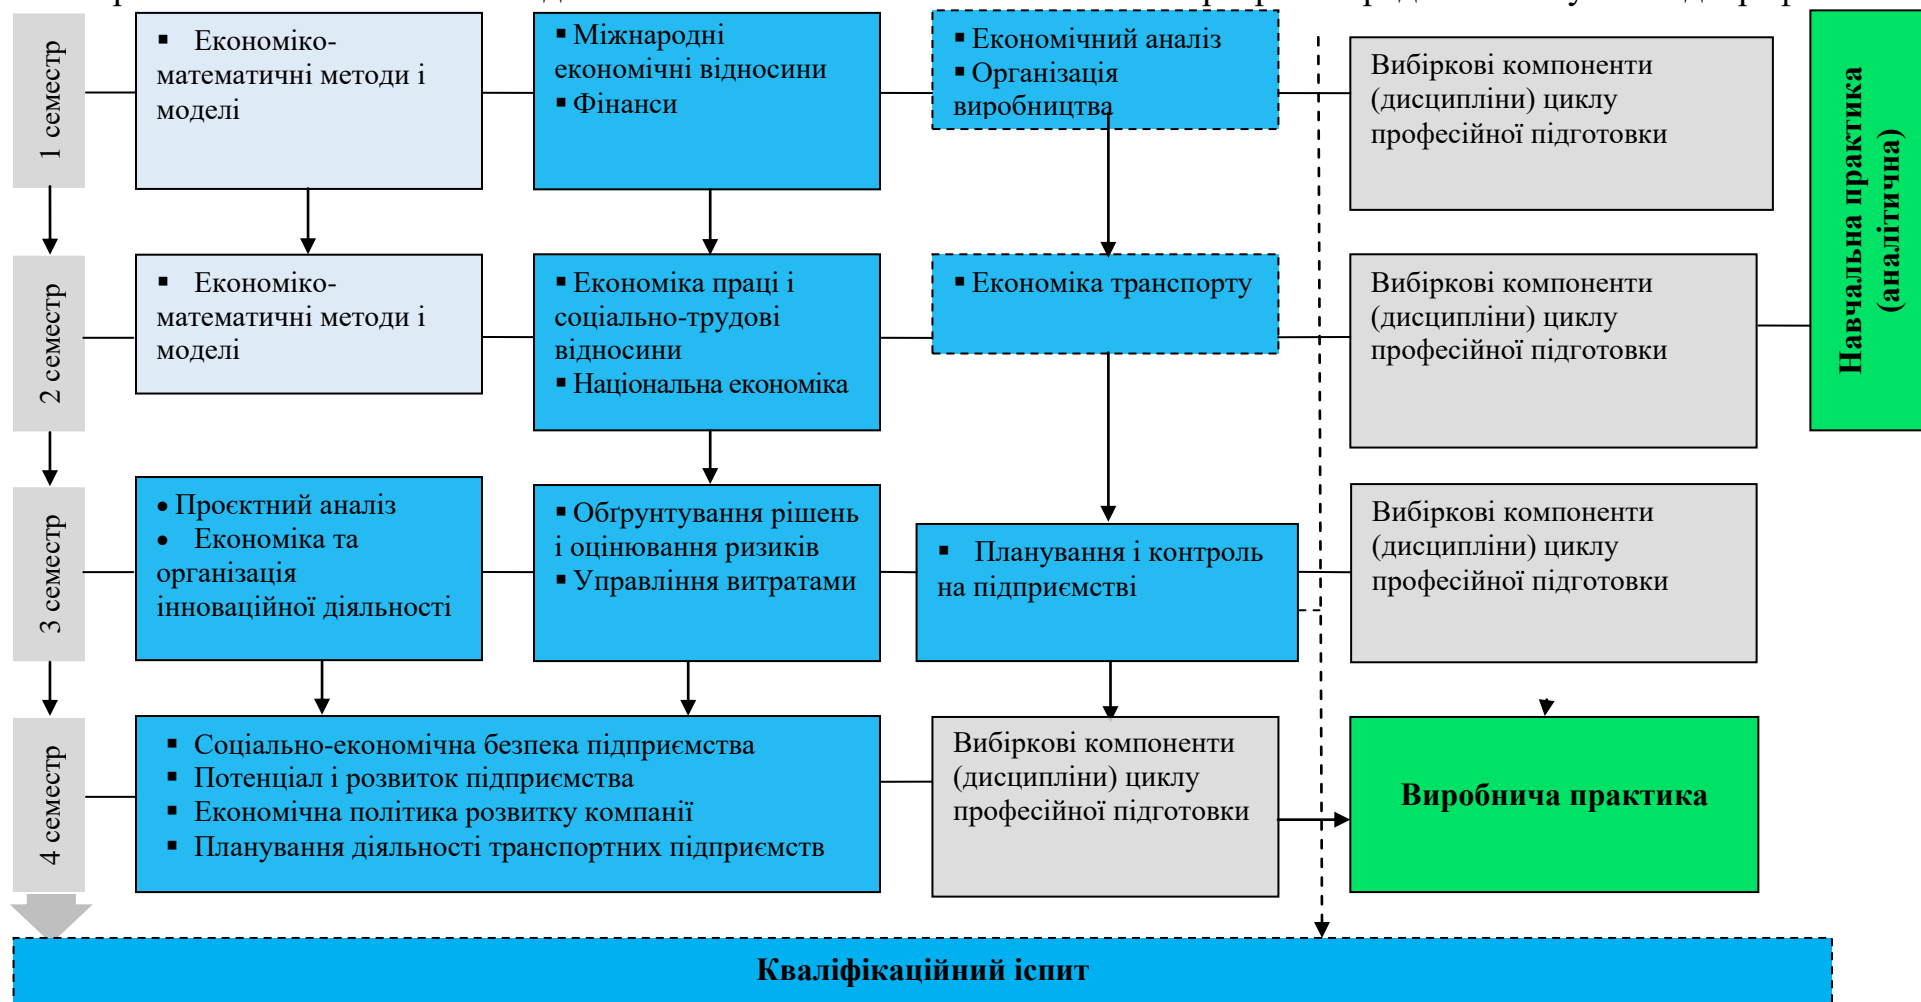 1 семестр
Економіко-
математичні методи і
моделі
Міжнародні
економічні відносини
Фінанси
Економічний аналіз
Організація
виробництва
Вибіркові компоненти
(дисципліни) циклу
професійної підготовки
Навчальна практика
(аналітична)
2 семестр
Економіко-
математичні методи і
моделі
Економіка праці і
соціально-трудові
відносини
Національна економіка
Економіка транспорту
Вибіркові компоненти
(дисципліни) циклу
професійної підготовки
3 семестр
Проєктний аналіз
Економіка та
організація
інноваційної діяльності
Обґрунтування рішень
і оцінювання ризиків
Управління витратами
Планування і контроль
на підприємстві
Вибіркові компоненти
(дисципліни) циклу
професійної підготовки
4 семестр
Соціально-економічна безпека підприємства
Потенціал і розвиток підприємства
Економічна політика розвитку компанії
Планування діяльності транспортних підприємств
Вибіркові компоненти
(дисципліни) циклу
професійної підготовки
Виробнича практика
Кваліфікаційний іспит